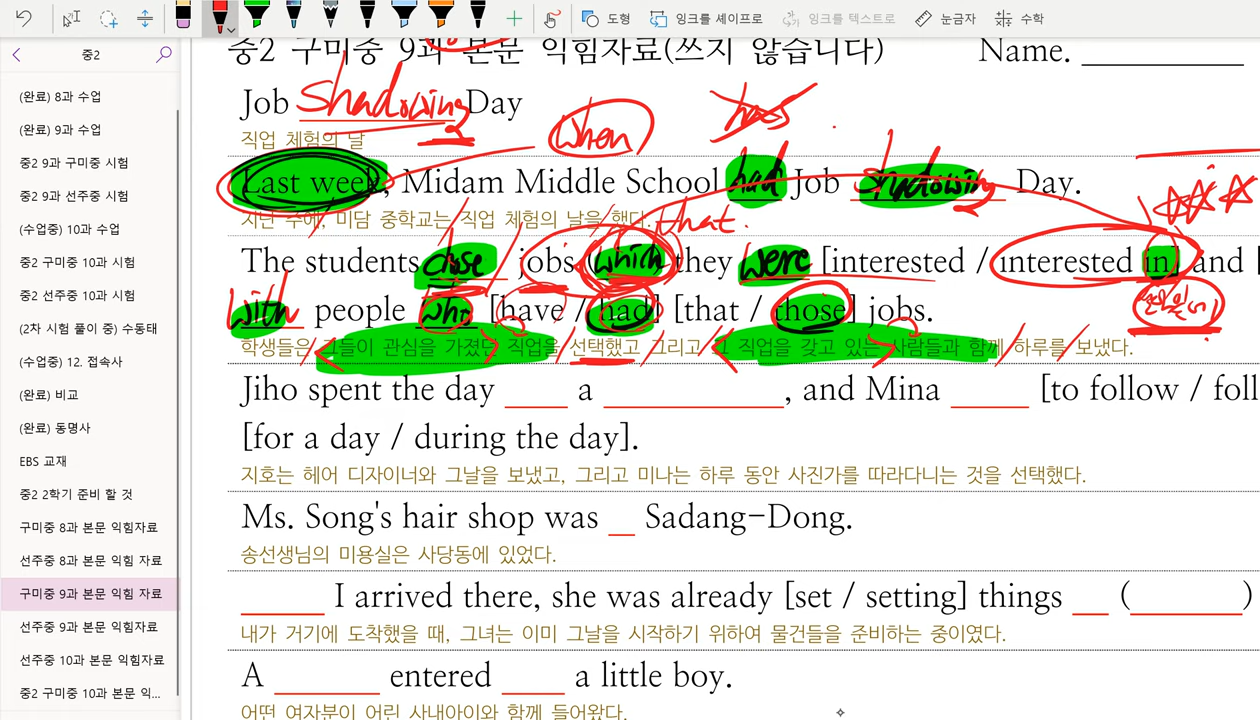 도형
잉크를 셰이프로
잉크를 텍스트로
눈금자
수학
중2
(완료) 8과 수업
(완료) 9과 수업
중2 9과 구미중 시험
중2 9과 선주중 시험
(수업중) 10과 수업
중2 구미중 10과 시험
중2 선주중 10과 시험
(2차 시험 풀이 중) 수동태
(수업중) 12. 접속사
(완료) 비교
(완료) 동명사
EBS 교재
중2 2학기 준비 할 것
구미중 8과 본문 익힘자료
선주중 8과 본문 익힘 자료
구미중 9과 본문 익힘 자료
선주중 9과 본문 익힘자료
선주중 10과 본문 익힘자료
중2 구미중 10과 본문 익...
중2 구미중 9과 본문 익힘자료(쓰지 않습니다) Name.
Job Shadowing Day
직업 체험의 날
when has
Last week, Midam Middle School had Job Shadowing Day.
지난 주에, 미담 중학교는 직업 체험의 날을 했다.
that.
The students chose jobs (which) they were [interested / interested in] and [
with people who [have / had] [that / those] jobs.
학생들은 그들이 관심을 가졌던 직업을 선택했고 그리고 그 직업을 갖고 있는 사람들과 함께 하루를 보냈다.
Jiho spent the day a , and Mina [to follow / foll
[for a day / during the day].
지호는 헤어 디자이너와 그날을 보냈고, 그리고 미나는 하루 동안 사진가를 따라다니는 것을 선택했다.
Ms. Song's hair shop was Sadang-Dong.
송선생님의 미용실은 사당동에 있었다.
I arrived there, she was already [set / setting] things ( )
내가 거기에 도착했을 때, 그녀는 이미 그날을 시작하기 위하여 물건들을 준비하는 중이였다.
A entered a little boy.
어떤 여자분이 어린 사내아이와 함께 들어왔다.